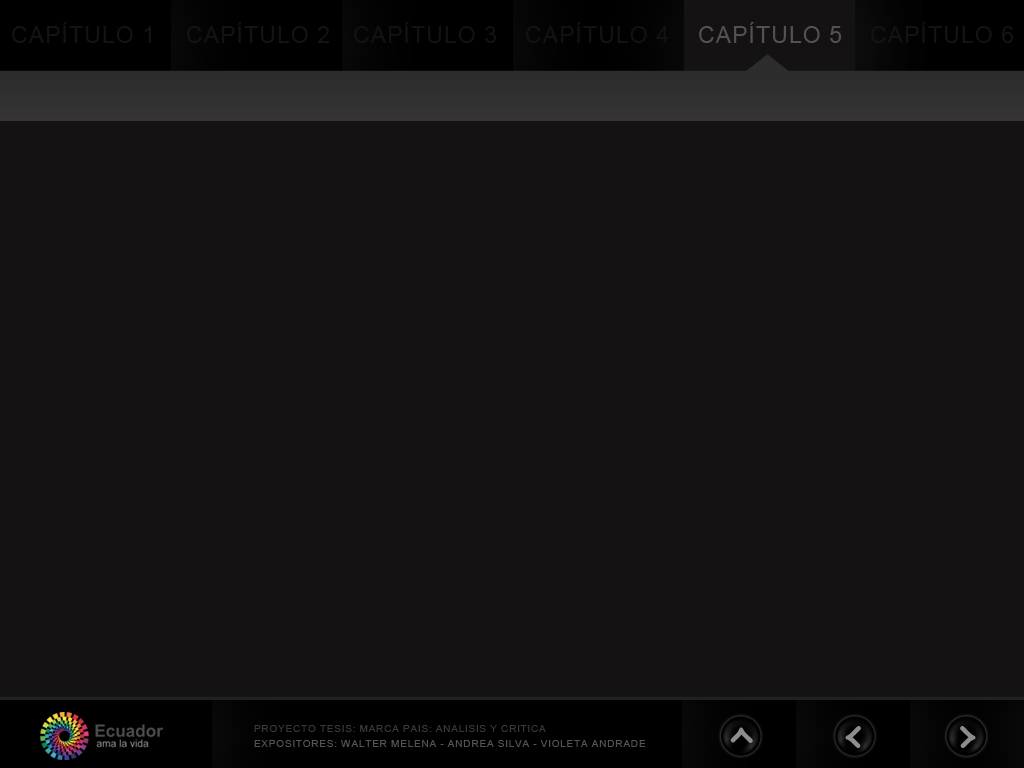 CAPÍTULO 1 CAPÍTULO 2 CAPÍTULO 3 CAPÍTULO 4 CAPÍTULO 5 CAPÍTULO 6
Ecuador
ama la vida
PROYECTO TESIS: MARCA PAIS: ANALISIS Y CRITICA
EXPOSITORES: WALTER MELENA - ANDREA SILVA - VIOLETA ANDRADE